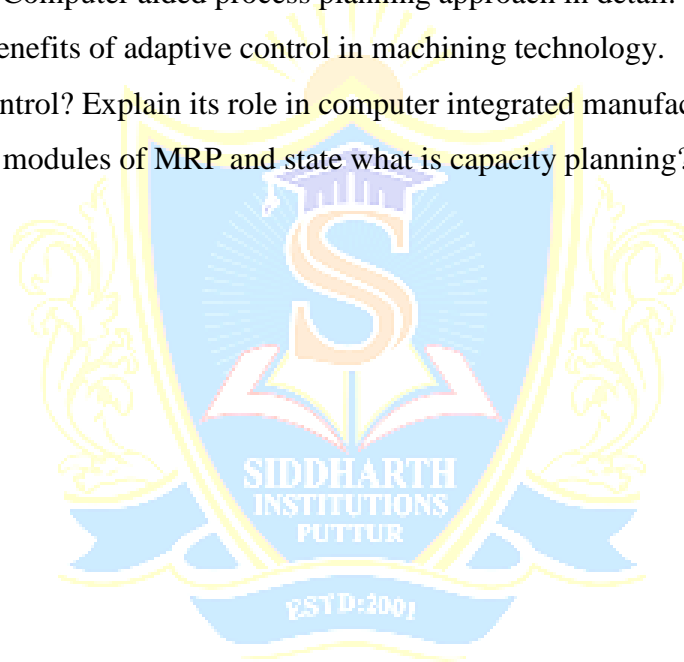 Computer aided process planning approach in detail.
enefits of adaptive control in machining technology.
ntrol? Explain its role in computer integrated manufac
modules of MRP and state what is capacity planning?
S
SIDDHARTH
INSTITUTIONS
PUTTUR
ESTD:2001